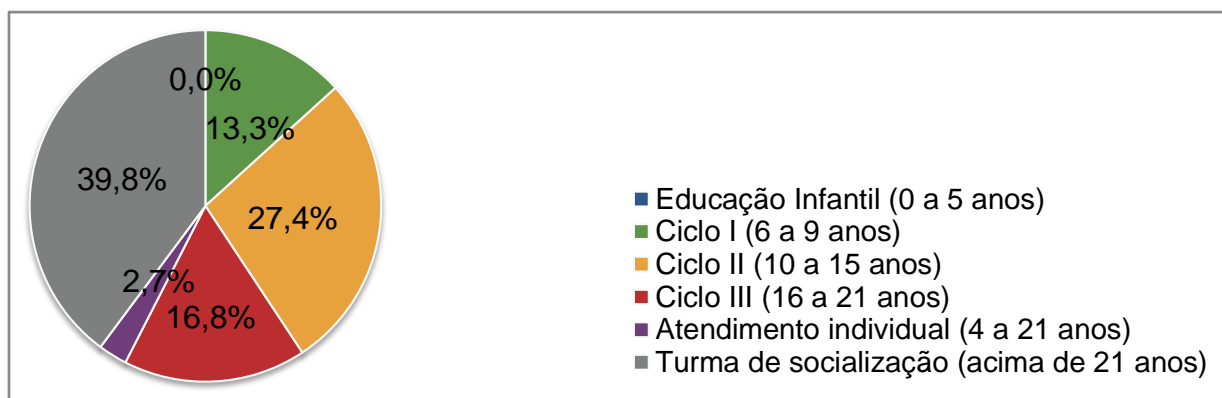 0,0%
13,3%
39,8%
27,4%
2,7%
16,8%
Educação Infantil (0 a 5 anos)
Ciclo I (6 a 9 anos)
Ciclo II (10 a 15 anos)
Ciclo III (16 a 21 anos)
Atendimento individual (4 a 21 anos)
Turma de socialização (acima de 21 anos)